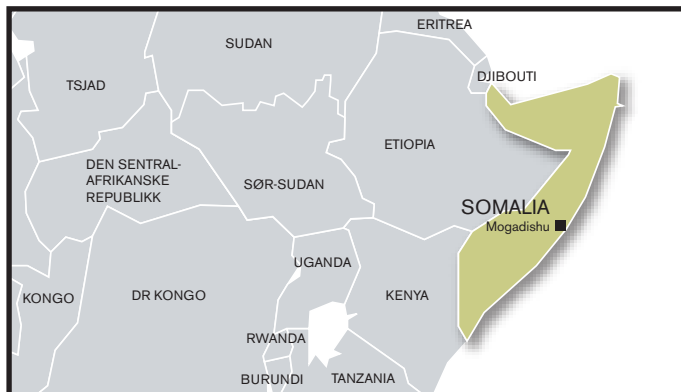 ERITREA
SUDAN
DJIBOUTI
TSJAD
ETIOPIA
DEN SENTRAL-
AFRIKANSKE
REPUBLIKK
SØR-SUDAN
SOMALIA
Mogadishu
UGANDA
KONGO
DR KONGO
KENYA
RWANDA
BURUNDI
TANZANIA